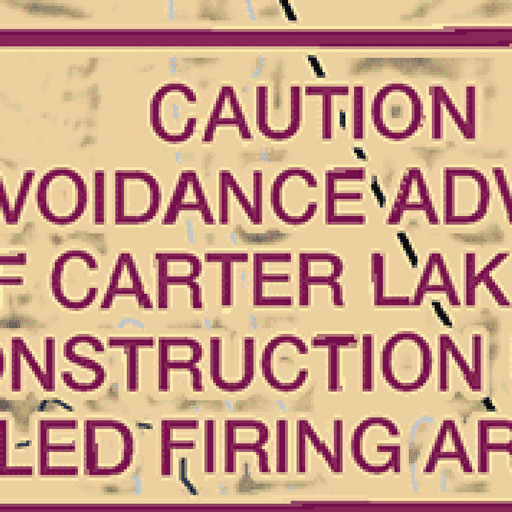 CAUTION
VOIDANCE ADV
F CARTER LAK
ONSTRUCTION
LED FIRING AR